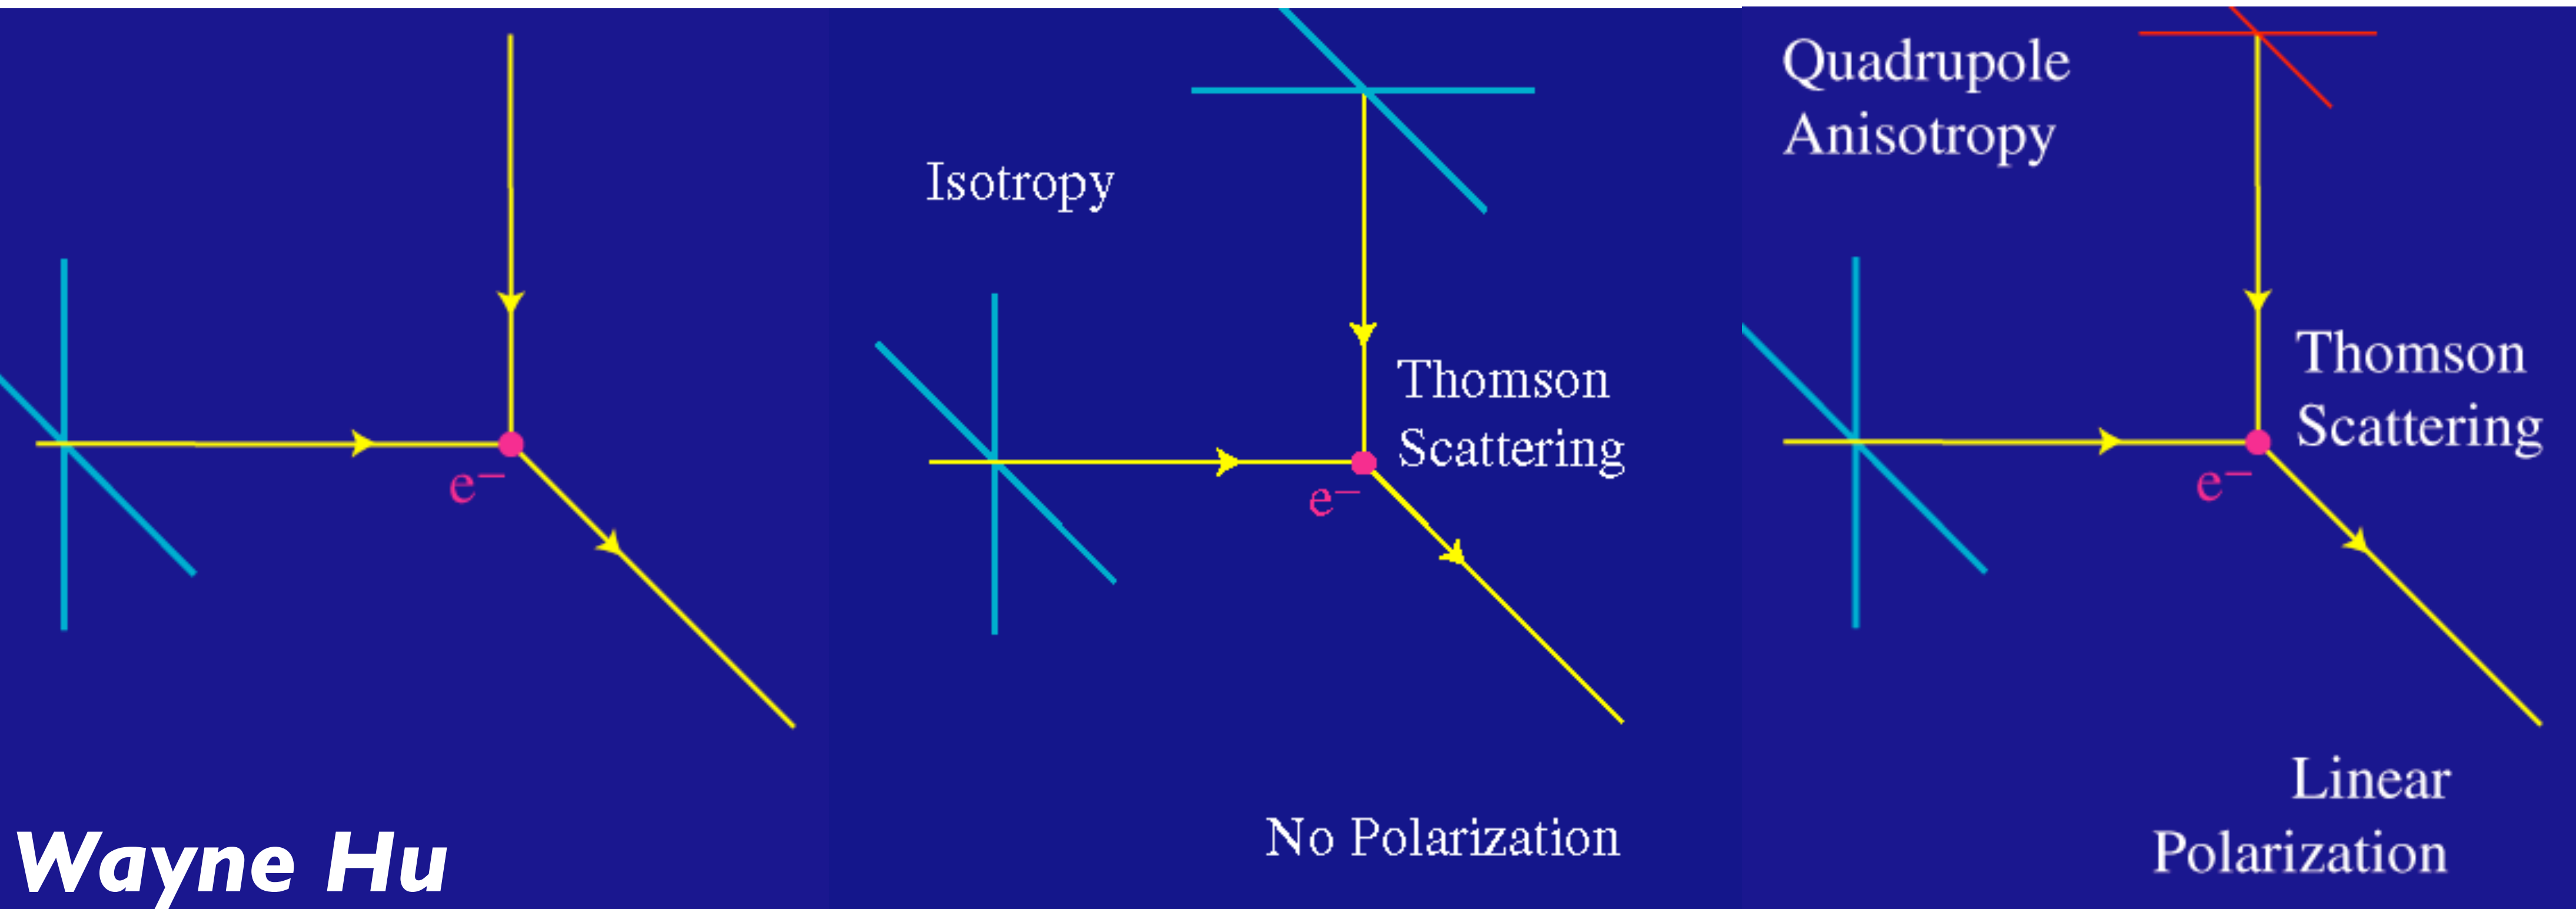 e−
Wayne Hu
Isotropy
Thomson
Scattering
e−
No Polarization
Quadrupole
Anisotropy
Thomson
Scattering
e−
Linear
Polarization